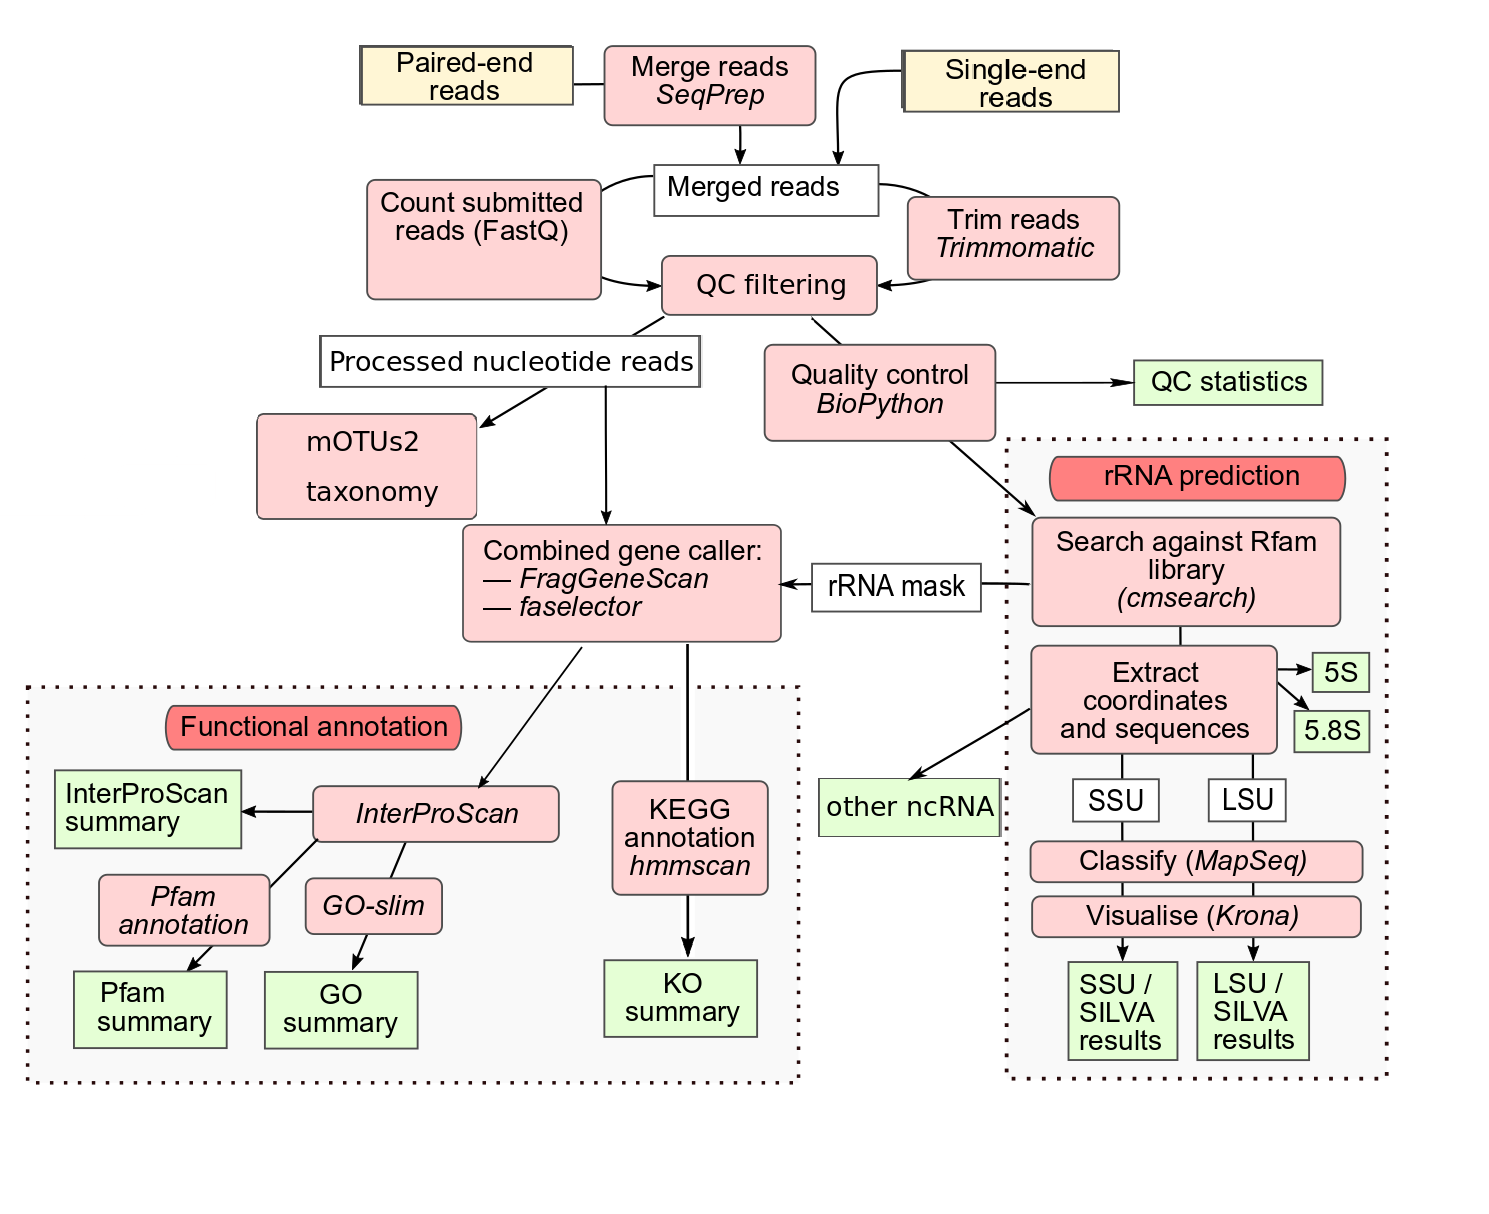 Paired-end
reads
Merge reads
SeqPrep
Single-end
reads
Merged reads
Count submitted
reads (FastQ)
Trim reads
Trimmomatic
QC filtering
Processed nucleotide reads
Quality control
BioPython
QC statistics
mOTUs2
taxonomy
rRNA prediction
Combined gene caller:
— FragGeneScan
— faselector
rRNA mask
Search against Rfam
library
(cmsearch)
Extract
coordinates
and sequences
5S
5.8S
Functional annotation
InterProScan
summary
InterProScan
KEGG
annotation
hmmscan
other ncRNA
SSU
LSU
Classify (MapSeq)
Pfam
annotation
GO-slim
Visualise (Krona)
Pfam
summary
GO
summary
KO
summary
SSU /
SILVA
results
LSU /
SILVA
results